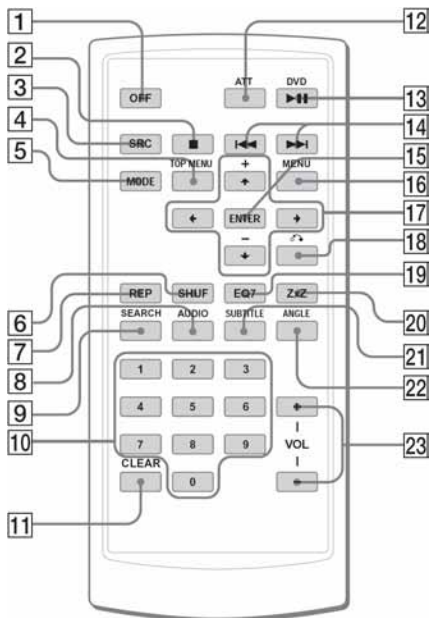 1
12
2
ATT
DVD
3
OFF
13
4
14
SRC
5
TOP MENU
MENU
15
MODE
+
16
ENTER
17
−
18
6
REP
SHUF
EQ7
Z×Z
19
7
SEARCH
AUDIO
SUBTITLE
ANGLE
20
8
21
9
1
2
3
22
10
4
5
6
+
VOL
23
7
8
9
−
CLEAR
0
11